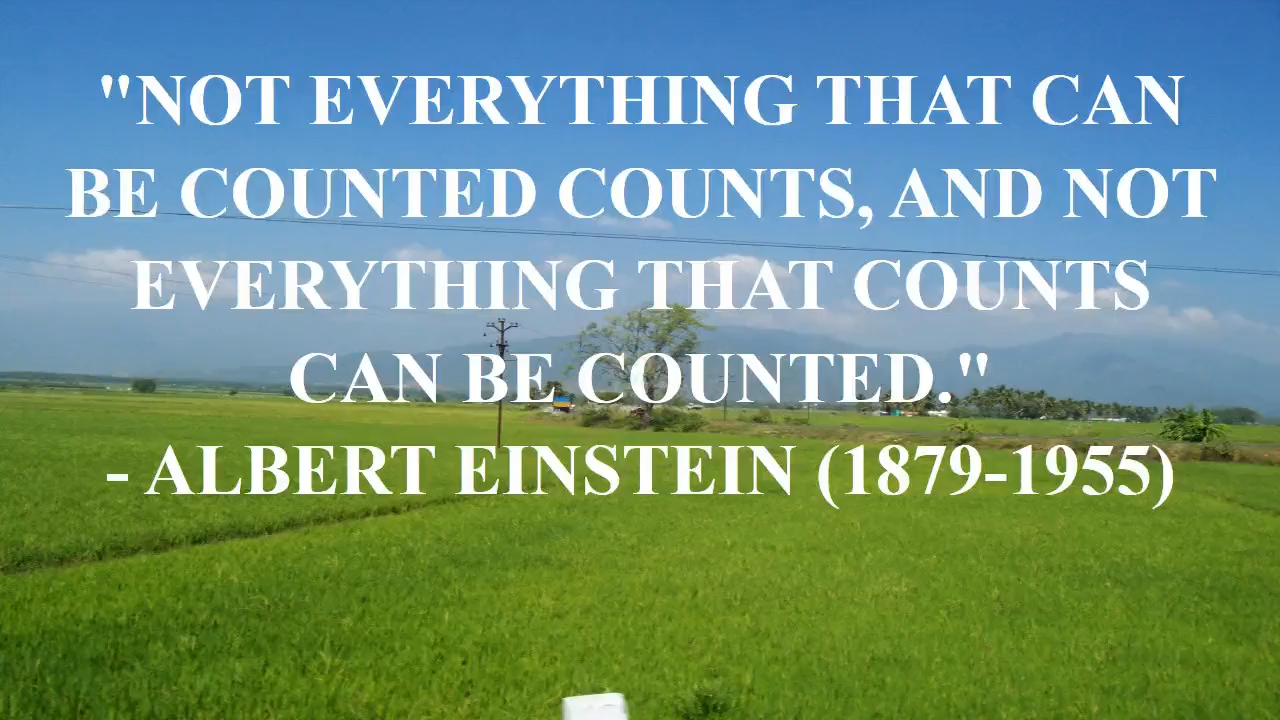 "NOT EVERYTHING THAT CAN
BE COUNTED COUNTS, AND NOT
EVERYTHING THAT COUNTS
CAN BE COUNTED."
- ALBERT EINSTEIN (1879-1955)